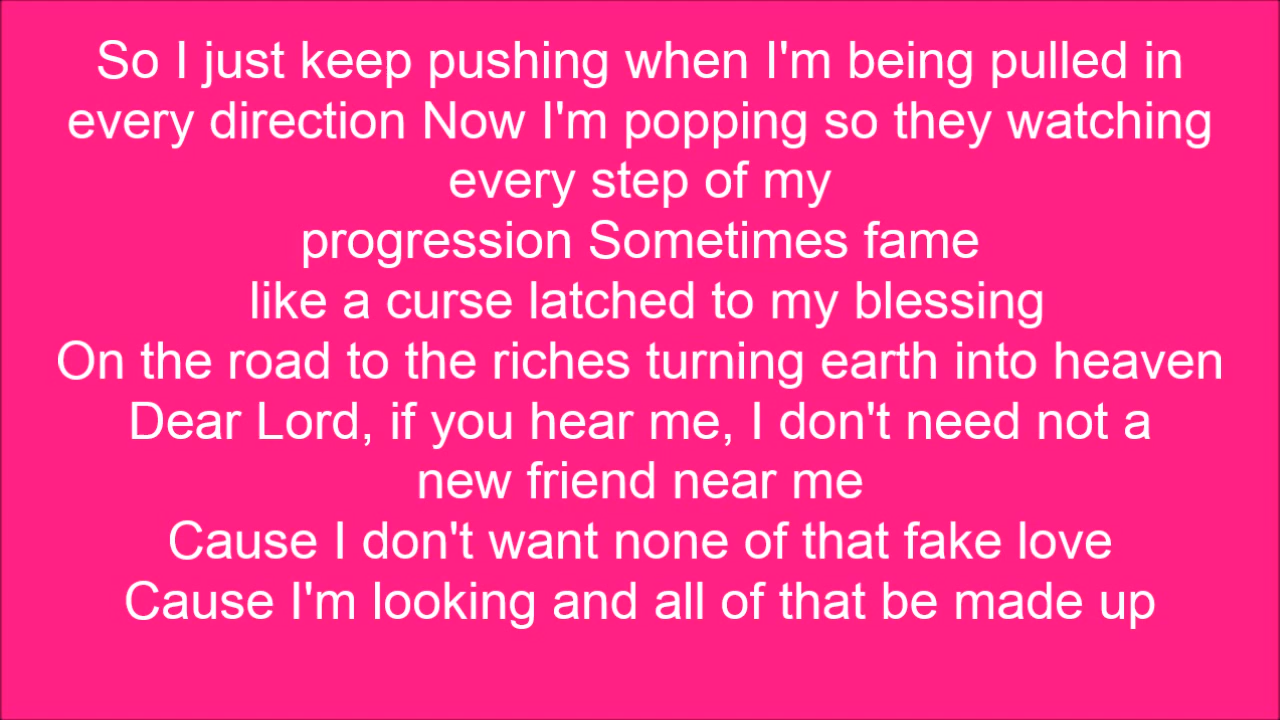 So I just keep pushing when I'm being pulled in
every direction Now I'm popping so they watching
every step of my
progression Sometimes fame
like a curse latched to my blessing
On the road to the riches turning earth into heaven
Dear Lord, if you hear me, I don't need not a
new friend near me
Cause I don't want none of that fake love
Cause I'm looking and all of that be made up